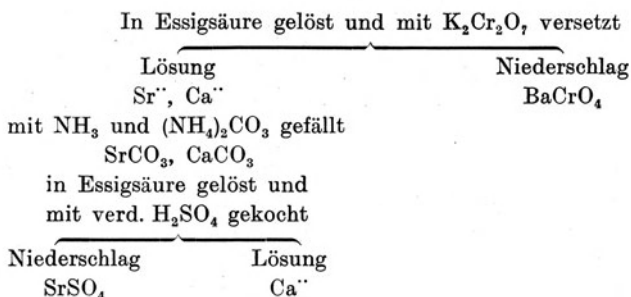 In Essigsäure gelöst und mit K₂Cr₂O₇ versetzt
Lösung Niederschlag
Sr¨, Ca¨ BaCrO₄
mit NH₃ und (NH₄)₂CO₃ gefällt
SrCO₃, CaCO₃
in Essigsäure gelöst und
mit verd. H₂SO₄ gekocht
Niederschlag Lösung
SrSO₄ Ca¨